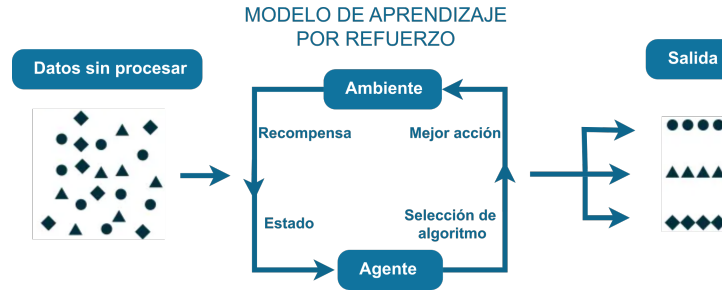 MODELO DE APRENDIZAJE
POR REFUERZO
Datos sin procesar
Salida
Ambiente
Recompensa
Mejor acción
Estado
Selección de
algoritmo
Agente